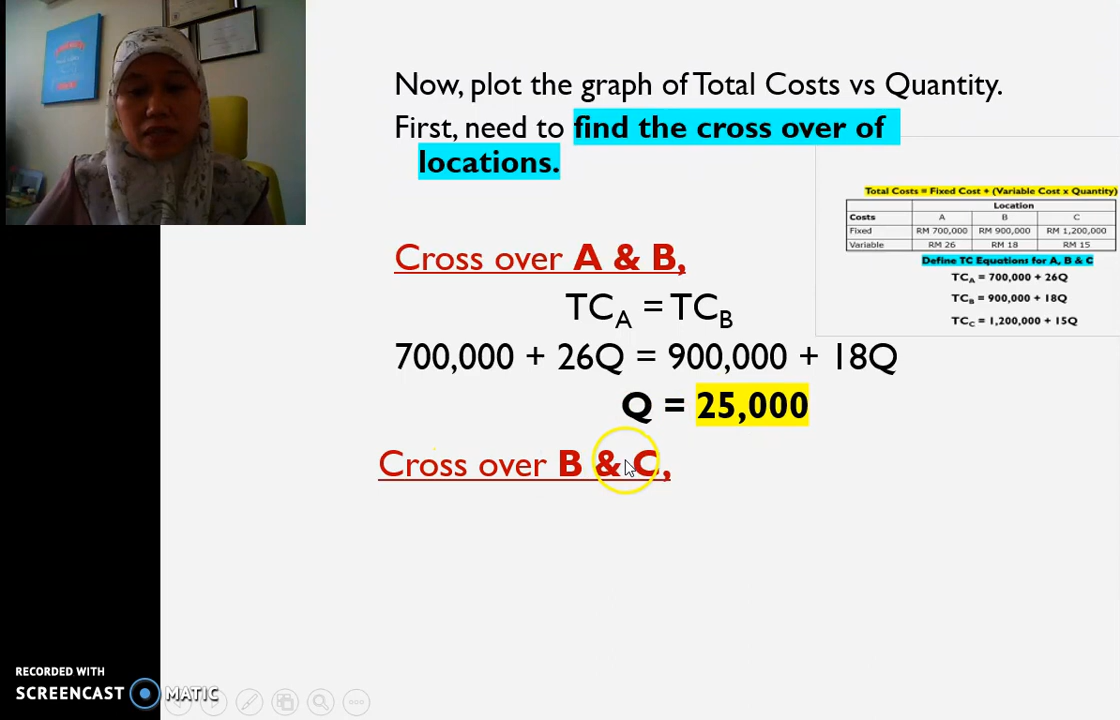 Now, plot the graph of Total Costs vs Quantity.
First, need to find the cross over of
locations.
Total Costs = Fixed Cost + (Variable Cost x Quantity)
Location
Costs A B C
Fixed RM 700,000 RM 900,000 RM 1,200,000
Variable RM 26 RM 18 RM 15
Define TC Equations for A, B & C
TCA = 700,000 + 26Q
TCB = 900,000 + 18Q
TCC = 1,200,000 + 15Q
Cross over A & B,
TCA = TCB
700,000 + 26Q = 900,000 + 18Q
Q = 25,000
Cross over B & C,
RECORDED WITH
SCREENCAST MATIC